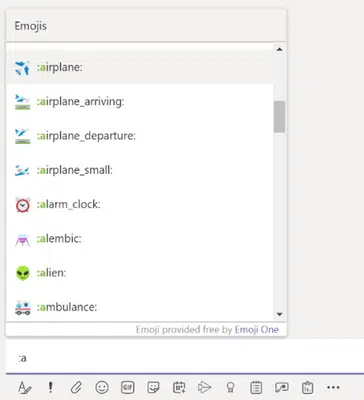 Emojis
:airplane:
:airplane_arriving:
:airplane_departure:
:airplane_small:
:alarm_clock:
:alembic:
:alien:
:ambulance:
Emoji provided free by Emoji One
:a
GIF